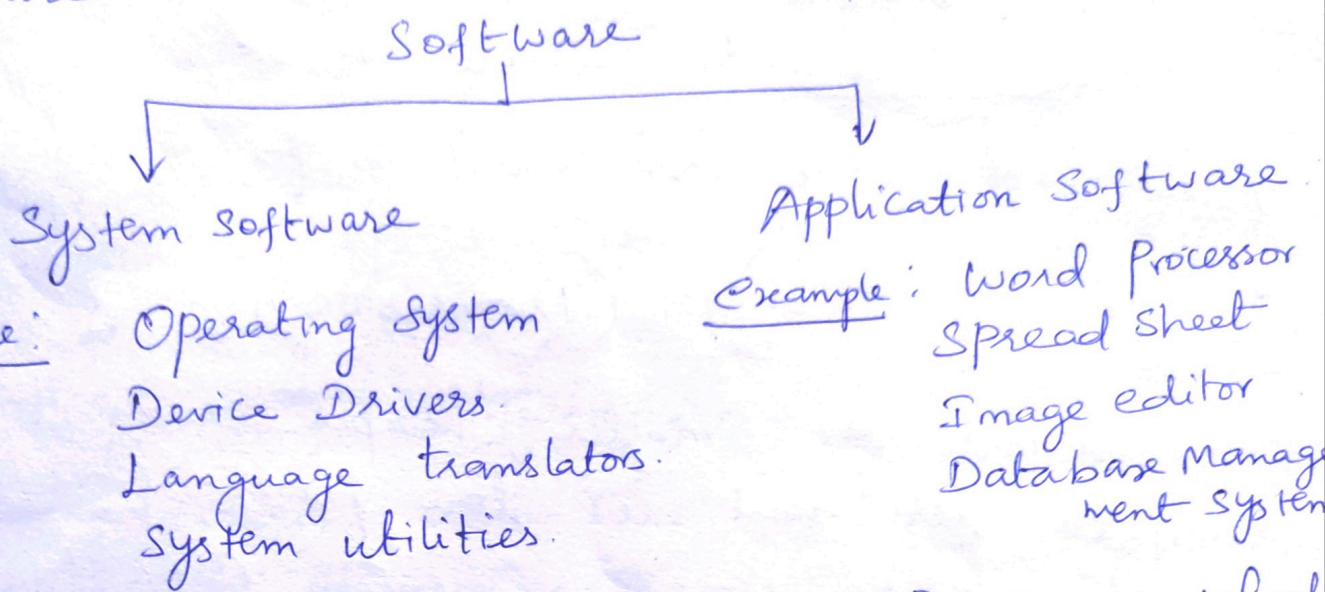 Software
System software
Application Software
e: Operating System
Device Drivers.
Language translators.
System utilities.
example: word Processor
Spread Sheet
Image editor
Database Manag
ment System